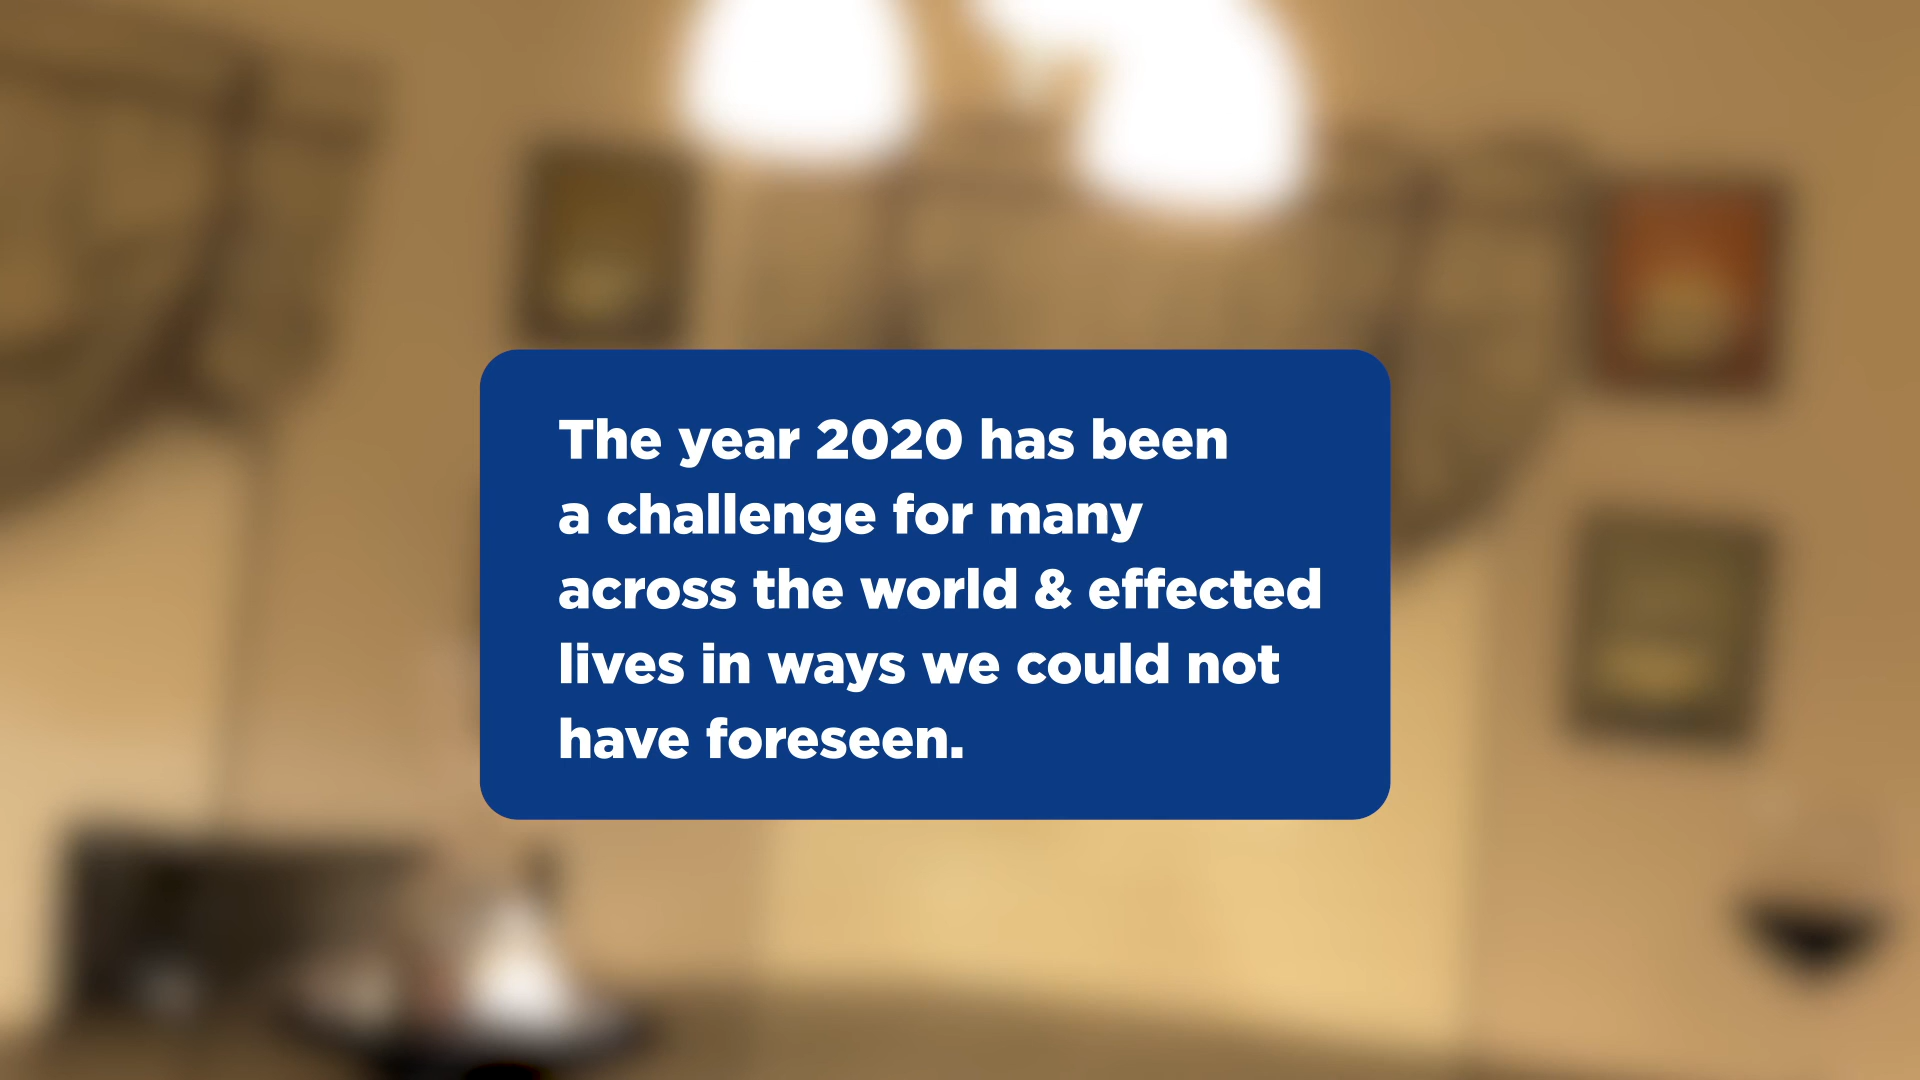 The year 2020 has been
a challenge for many
across the world & effected
lives in ways we could not
have foreseen.